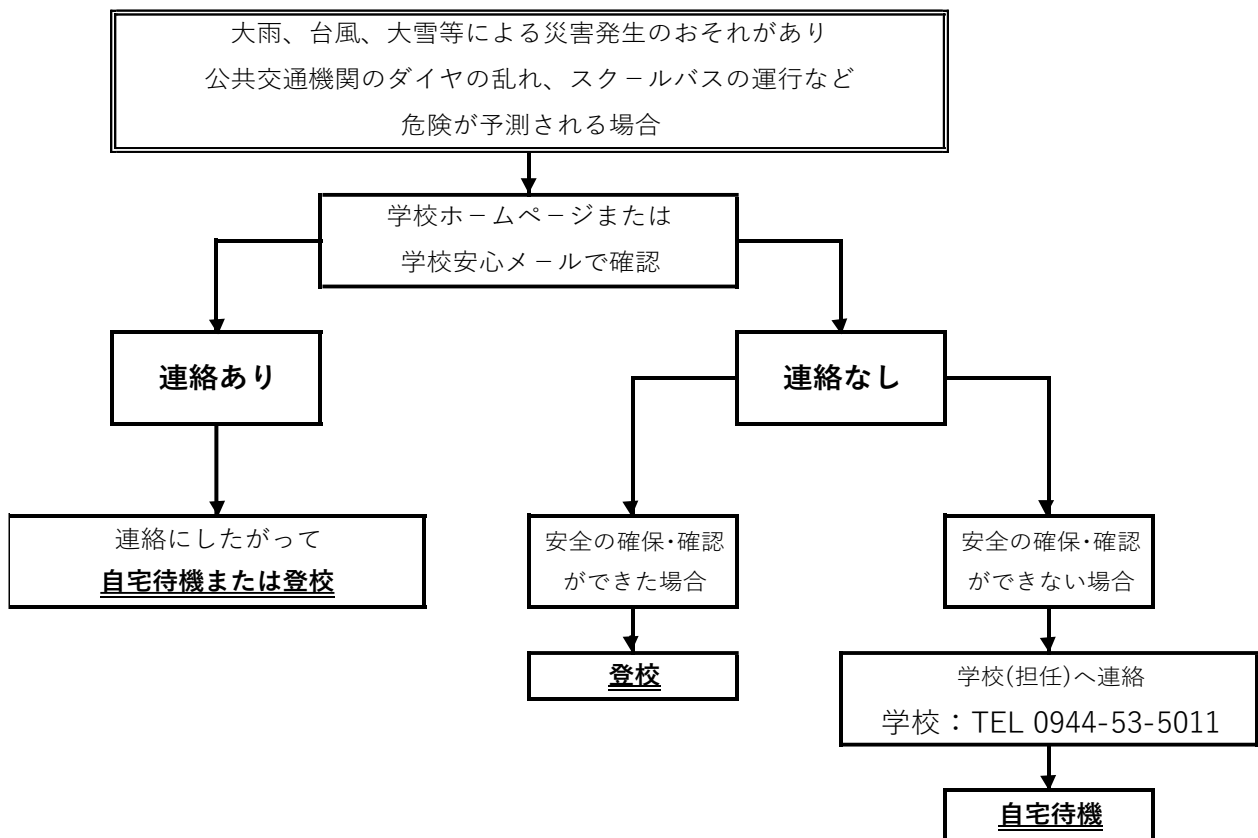 大雨、台風、大雪等による災害発生のおそれがあり
公共交通機関のダイヤの乱れ、スク－ルバスの運行など
危険が予測される場合
学校ホ－ムペ－ジまたは
学校安心メ－ルで確認
連絡あり
連絡なし
連絡にしたがって
自宅待機または登校
安全の確保･確認
ができた場合
安全の確保･確認
ができない場合
登校
学校(担任)へ連絡
学校：TEL 0944-53-5011
自宅待機